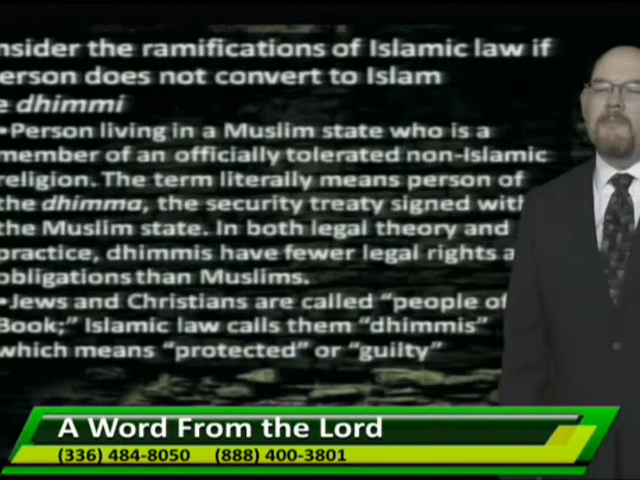 nsider the ramifications of Islamic law if
erson does not convert to Islam
e dhimmi
•Person living in a Muslim state who is a
member of an officially tolerated non-Islamic
religion. The term literally means person of
the dhimma, the security treaty signed with
the Muslim state. In both legal theory and
practice, dhimmis have fewer legal rights a
obligations than Muslims.
•Jews and Christians are called “people of
Book;” Islamic law calls them “dhimmis”
which means “protected” or “guilty”
A Word From the Lord
(336) 484-8050 (888) 400-3801